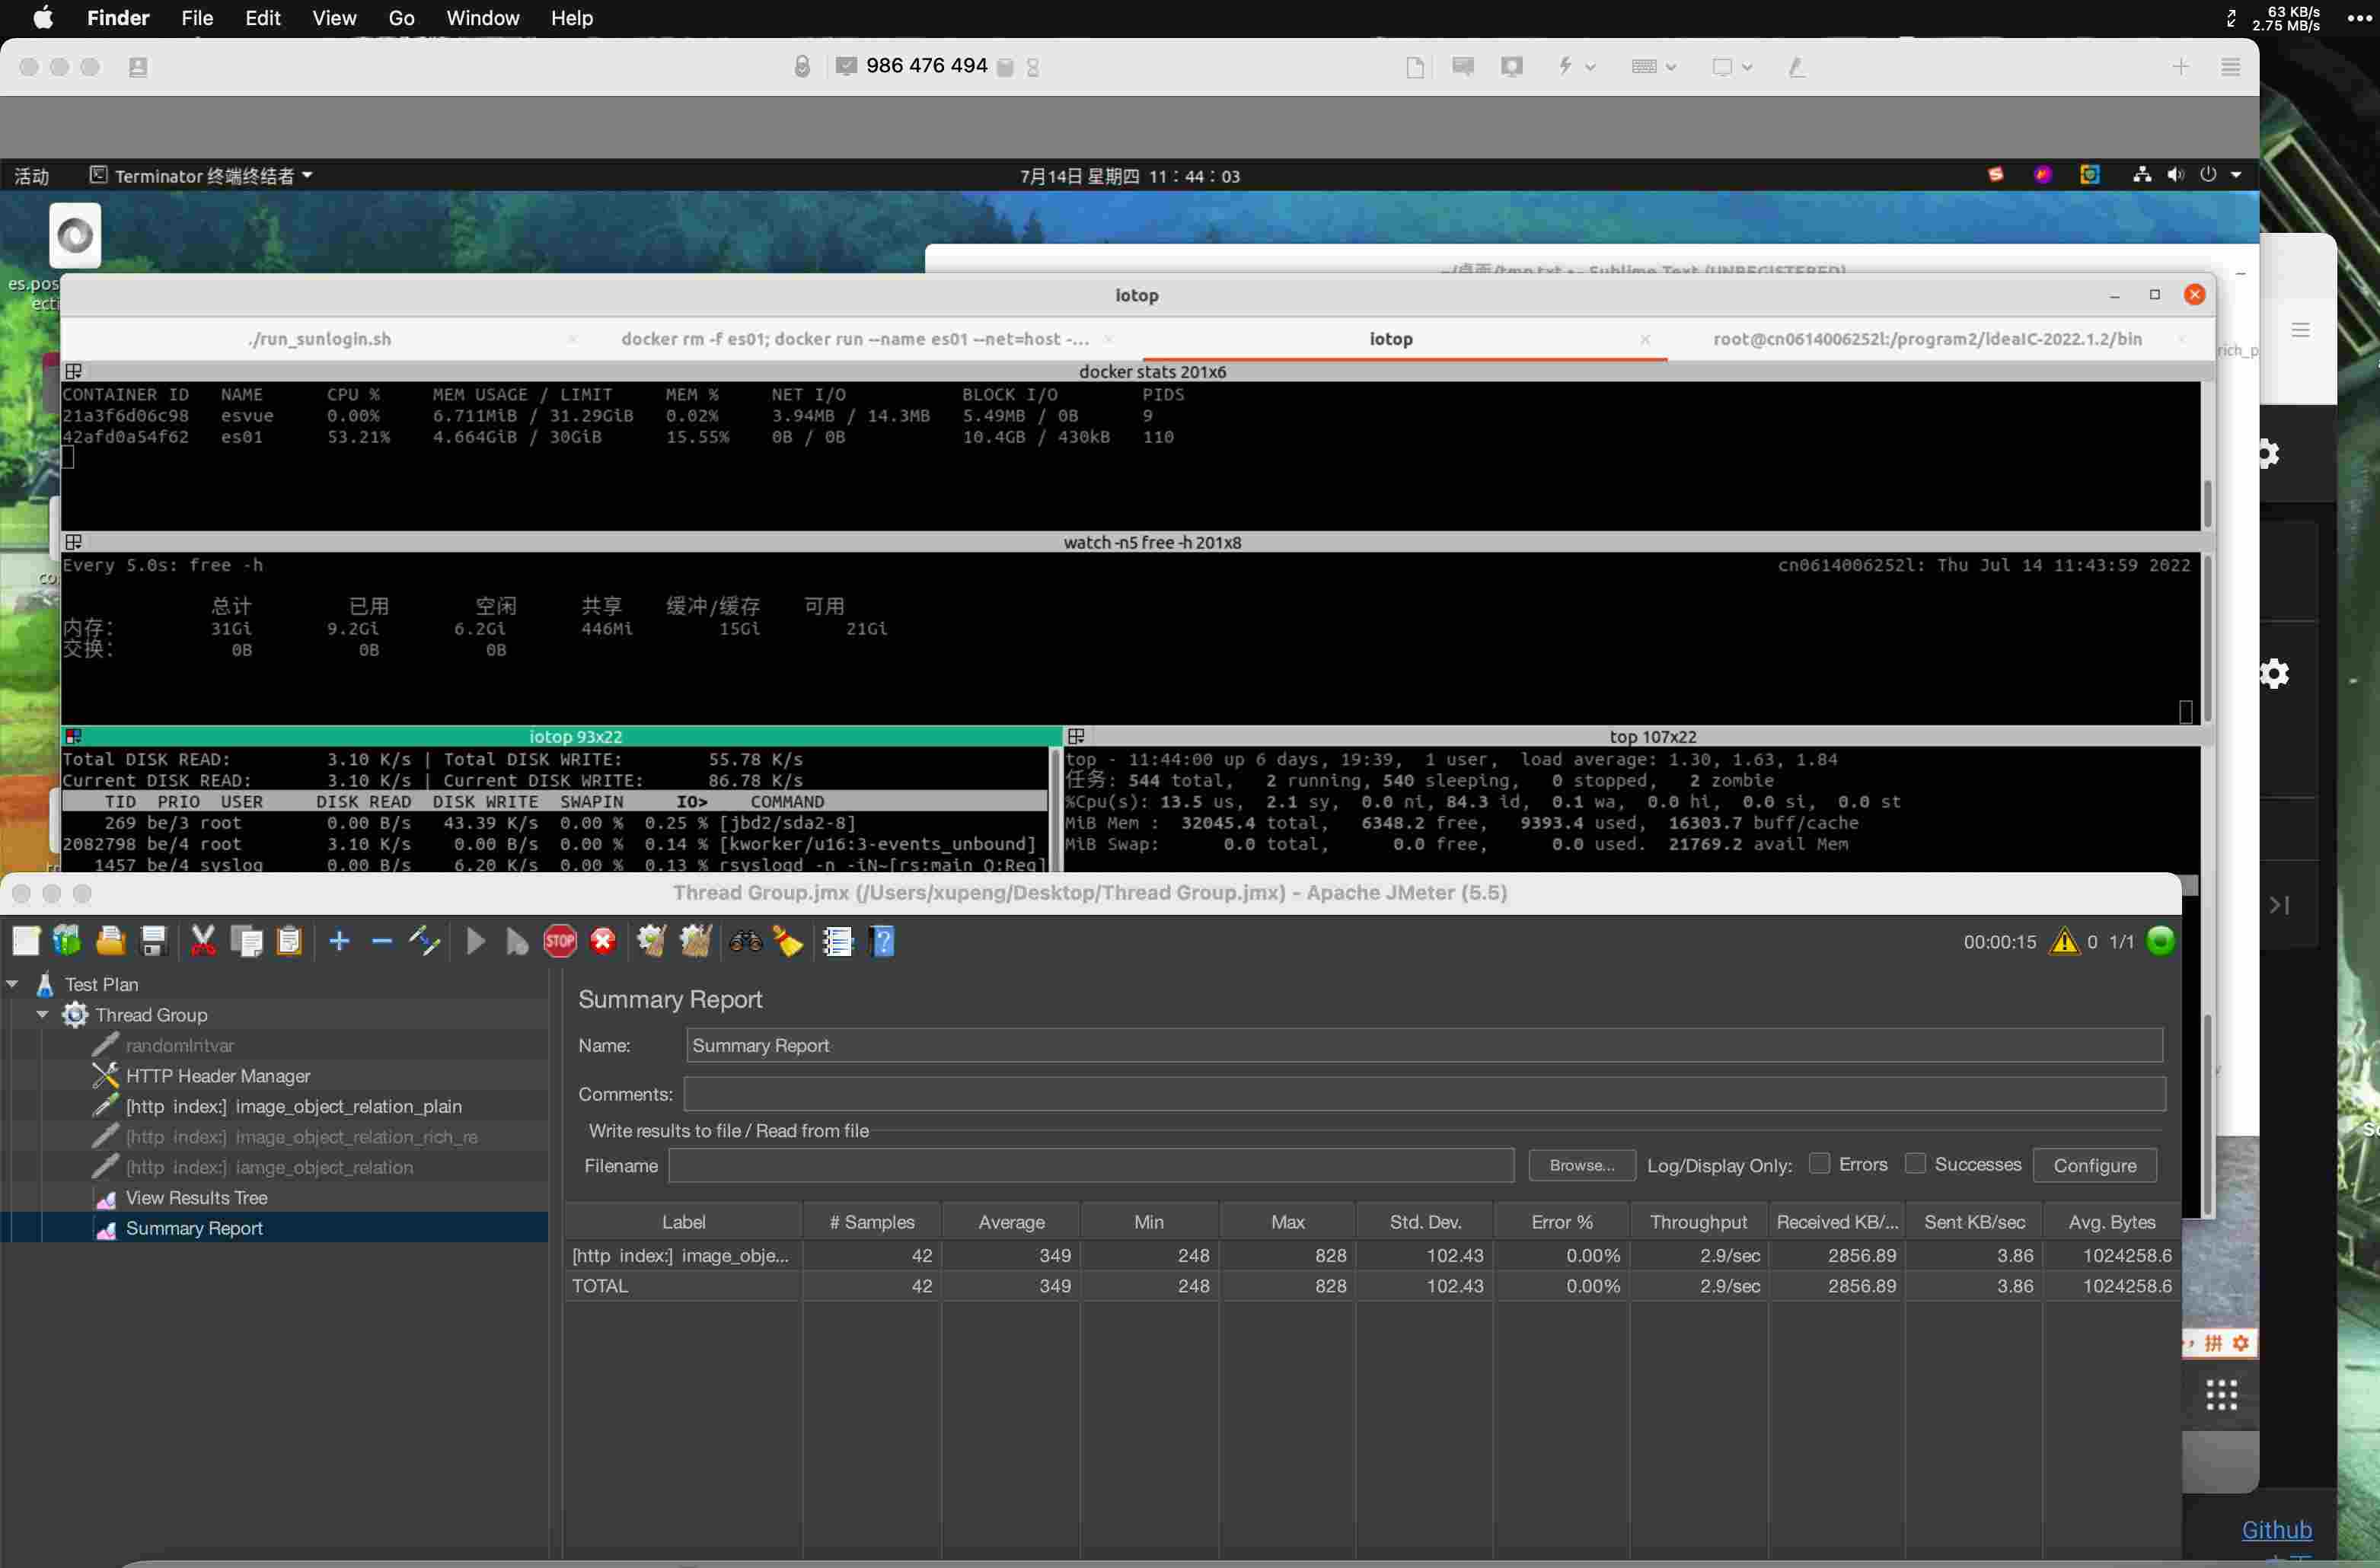 Finder File Edit View Go Window Help
63 KB/s
2.75 MB/s
986 476 494
活动 Terminator 终端终结者 7月14日 星期四 11：44：03
~/桌面/tmp.txt • - Sublime Text (UNREGISTERED)
es.pos
ecti
iotop
./run_sunlogin.sh docker rm -f es01; docker run --name es01 --net=host -... iotop root@cn0614006252l:/program2/ideaIC-2022.1.2/bin
rich_p
docker stats 201x6
CONTAINER ID NAME CPU % MEM USAGE / LIMIT MEM % NET I/O BLOCK I/O PIDS
21a3f6d06c98 esvue 0.00% 6.711MiB / 31.29GiB 0.02% 3.94MB / 14.3MB 5.49MB / 0B 9
42afd0a54f62 es01 53.21% 4.664GiB / 30GiB 15.55% 0B / 0B 10.4GB / 430kB 110
watch -n5 free -h 201x8
Every 5.0s: free -h cn0614006252l: Thu Jul 14 11:43:59 2022
co
总计 已用 空闲 共享 缓冲/缓存 可用
内存： 31Gi 9.2Gi 6.2Gi 446Mi 15Gi 21Gi
交换： 0B 0B 0B
iotop 93x22
Total DISK READ: 3.10 K/s | Total DISK WRITE: 55.78 K/s
Current DISK READ: 3.10 K/s | Current DISK WRITE: 86.78 K/s
TID PRIO USER DISK READ DISK WRITE SWAPIN IO> COMMAND
269 be/3 root 0.00 B/s 43.39 K/s 0.00 % 0.25 % [jbd2/sda2-8]
2082798 be/4 root 3.10 K/s 0.00 B/s 0.00 % 0.14 % [kworker/u16:3-events_unbound]
1457 be/4 syslog 0.00 B/s 6.20 K/s 0.00 % 0.13 % rsyslogd -n -iN~[rs:main Q:Reg]
top 107x22
top - 11:44:00 up 6 days, 19:39, 1 user, load average: 1.30, 1.63, 1.84
任务: 544 total, 2 running, 540 sleeping, 0 stopped, 2 zombie
%Cpu(s): 13.5 us, 2.1 sy, 0.0 ni, 84.3 id, 0.1 wa, 0.0 hi, 0.0 si, 0.0 st
MiB Mem : 32045.4 total, 6348.2 free, 9393.4 used, 16303.7 buff/cache
MiB Swap: 0.0 total, 0.0 free, 0.0 used. 21769.2 avail Mem
Thread Group.jmx (/Users/xupeng/Desktop/Thread Group.jmx) - Apache JMeter (5.5)
STOP
00:00:15 0 1/1
Test Plan
Thread Group
randomIntvar
HTTP Header Manager
[http index:] image_object_relation_plain
[http index:] image_object_relation_rich_re
[http index:] iamge_object_relation
View Results Tree
Summary Report
Summary Report
Name: Summary Report
Comments:
Write results to file / Read from file
Filename Browse... Log/Display Only: Errors Successes Configure
Label # Samples Average Min Max Std. Dev. Error % Throughput Received KB/... Sent KB/sec Avg. Bytes
[http index:] image_obje... 42 349 248 828 102.43 0.00% 2.9/sec 2856.89 3.86 1024258.6
TOTAL 42 349 248 828 102.43 0.00% 2.9/sec 2856.89 3.86 1024258.6
拼
Github